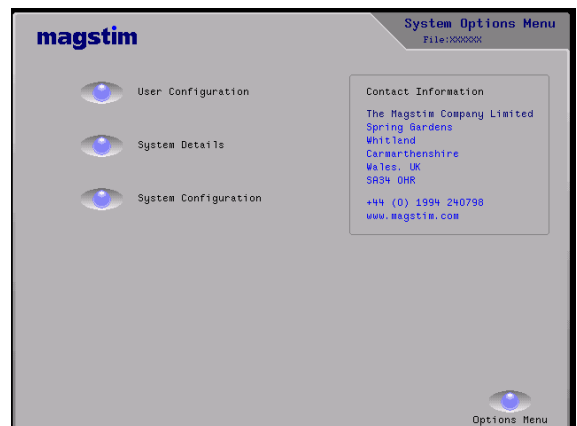 magstim
System Options Menu
File:XXXXXX
User Configuration
System Details
System Configuration
Contact Information
The Magstim Company Limited
Spring Gardens
Whitland
Carmarthenshire
Wales. UK
SA34 0HR
+44 (0) 1994 240798
www.magstim.com
Options Menu